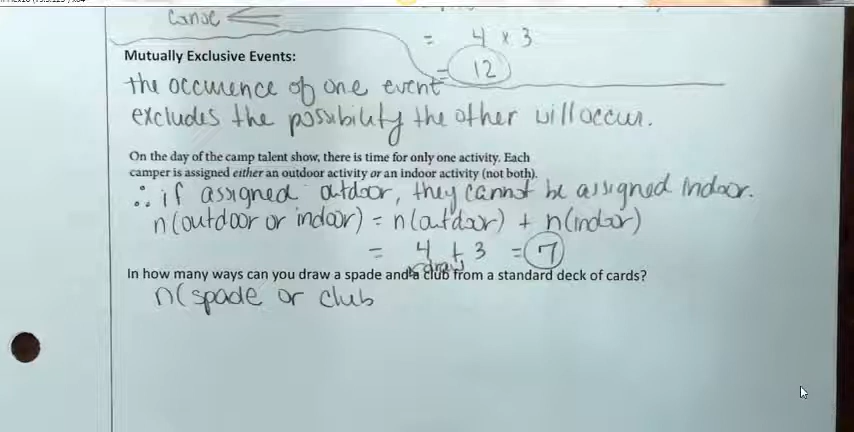 canoe
= 4 x 3
= 12
Mutually Exclusive Events:
the occurence of one event
excludes the possibility the other will occur.
On the day of the camp talent show, there is time for only one activity. Each
camper is assigned either an outdoor activity or an indoor activity (not both).
∴ if assigned outdoor, they cannot be assigned indoor.
n(outdoor or indoor) = n(outdoor) + n(indoor)
= 4 + 3 = 7
draw
In how many ways can you draw a spade and a club from a standard deck of cards?
n(spade or club